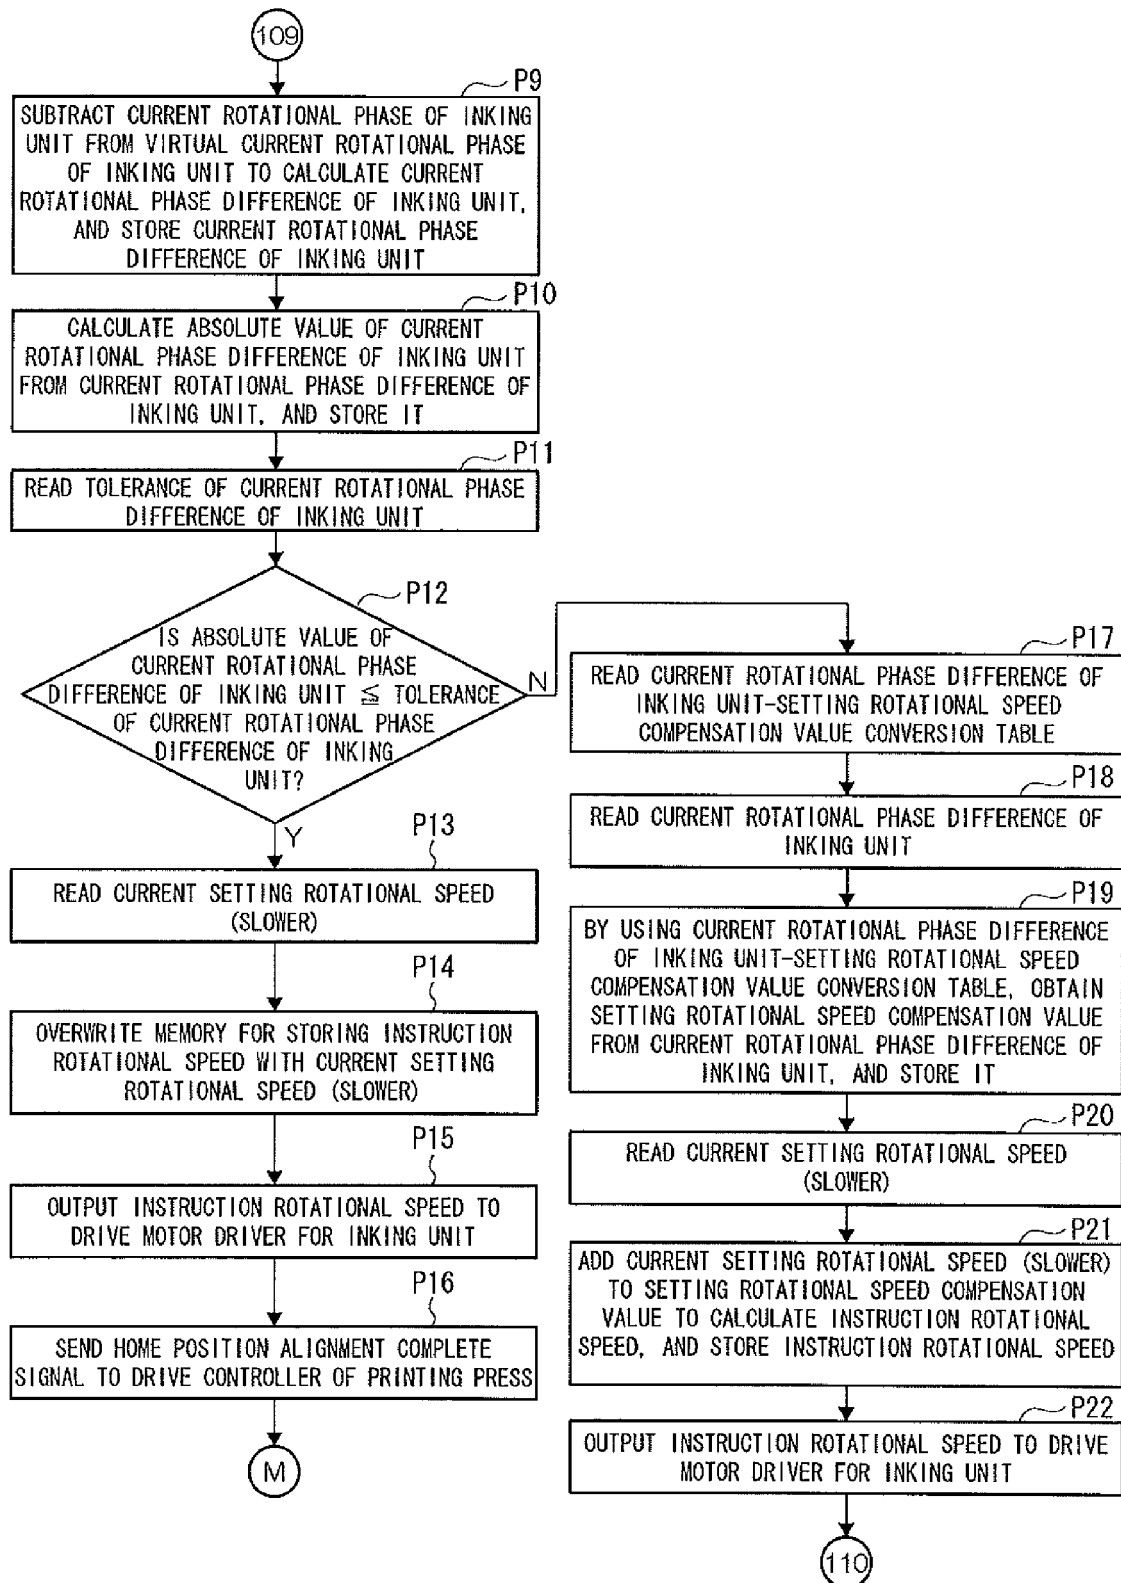 109
P9
SUBTRACT CURRENT ROTATIONAL PHASE OF INKING
UNIT FROM VIRTUAL CURRENT ROTATIONAL PHASE
OF INKING UNIT TO CALCULATE CURRENT
ROTATIONAL PHASE DIFFERENCE OF INKING UNIT,
AND STORE CURRENT ROTATIONAL PHASE
DIFFERENCE OF INKING UNIT
P10
CALCULATE ABSOLUTE VALUE OF CURRENT
ROTATIONAL PHASE DIFFERENCE OF INKING UNIT
FROM CURRENT ROTATIONAL PHASE DIFFERENCE OF
INKING UNIT, AND STORE IT
P11
READ TOLERANCE OF CURRENT ROTATIONAL PHASE
DIFFERENCE OF INKING UNIT
P12
IS ABSOLUTE VALUE OF
CURRENT ROTATIONAL PHASE
DIFFERENCE OF INKING UNIT ≦ TOLERANCE
OF CURRENT ROTATIONAL PHASE
DIFFERENCE OF INKING
UNIT?
N
Y
P13
READ CURRENT SETTING ROTATIONAL SPEED
(SLOWER)
P14
OVERWRITE MEMORY FOR STORING INSTRUCTION
ROTATIONAL SPEED WITH CURRENT SETTING
ROTATIONAL SPEED (SLOWER)
P15
OUTPUT INSTRUCTION ROTATIONAL SPEED TO
DRIVE MOTOR DRIVER FOR INKING UNIT
P16
SEND HOME POSITION ALIGNMENT COMPLETE
SIGNAL TO DRIVE CONTROLLER OF PRINTING PRESS
M
P17
READ CURRENT ROTATIONAL PHASE DIFFERENCE OF
INKING UNIT-SETTING ROTATIONAL SPEED
COMPENSATION VALUE CONVERSION TABLE
P18
READ CURRENT ROTATIONAL PHASE DIFFERENCE OF
INKING UNIT
P19
BY USING CURRENT ROTATIONAL PHASE DIFFERENCE
OF INKING UNIT-SETTING ROTATIONAL SPEED
COMPENSATION VALUE CONVERSION TABLE, OBTAIN
SETTING ROTATIONAL SPEED COMPENSATION VALUE
FROM CURRENT ROTATIONAL PHASE DIFFERENCE OF
INKING UNIT, AND STORE IT
P20
READ CURRENT SETTING ROTATIONAL SPEED
(SLOWER)
P21
ADD CURRENT SETTING ROTATIONAL SPEED (SLOWER)
TO SETTING ROTATIONAL SPEED COMPENSATION
VALUE TO CALCULATE INSTRUCTION ROTATIONAL
SPEED, AND STORE INSTRUCTION ROTATIONAL SPEED
P22
OUTPUT INSTRUCTION ROTATIONAL SPEED TO DRIVE
MOTOR DRIVER FOR INKING UNIT
110